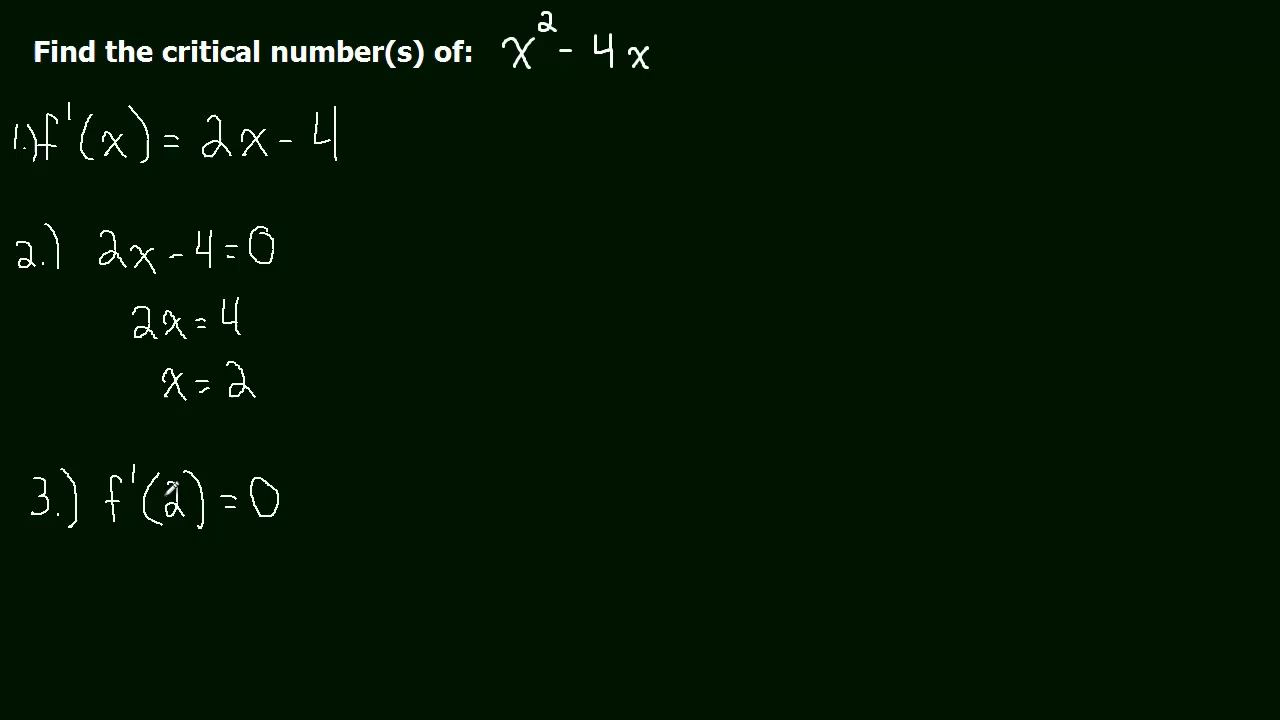 Find the critical number(s) of: x² - 4x
1.) f'(x) = 2x - 4
2.) 2x - 4 = 0
2x = 4
x = 2
3.) f'(2) = 0